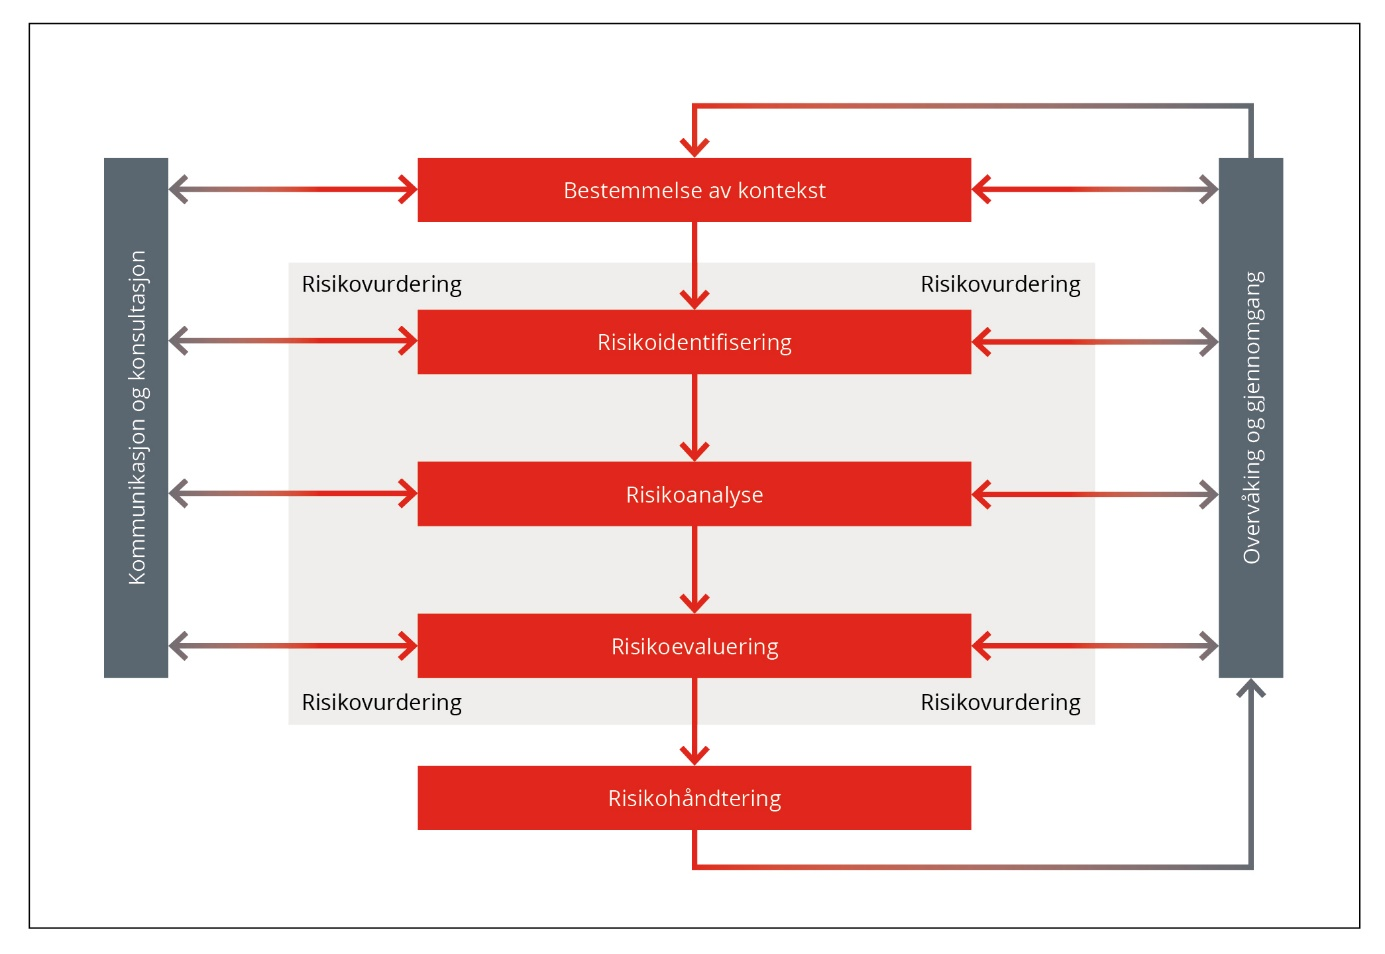 Bestemmelse av kontekst
Kommunikasjon og konsultasjon
Risikovurdering
Risikovurdering
Risikoidentifisering
Risikoanalyse
Risikoevaluering
Risikovurdering
Risikovurdering
Risikohåndtering
Overvåking og gjennomgang